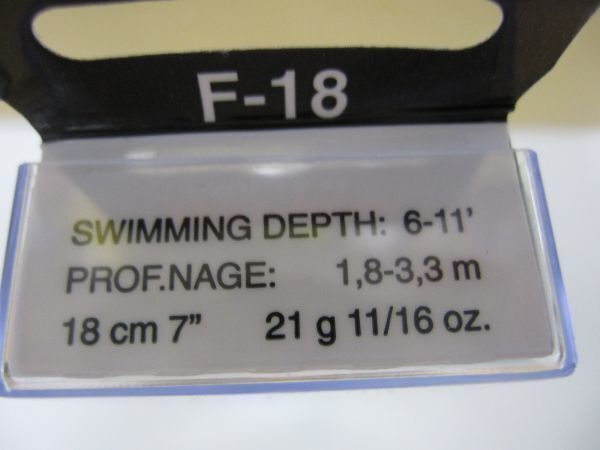 F-18
SWIMMING DEPTH: 6-11'
PROF.NAGE: 1,8-3,3 m
18 cm 7" 21 g 11/16 oz.